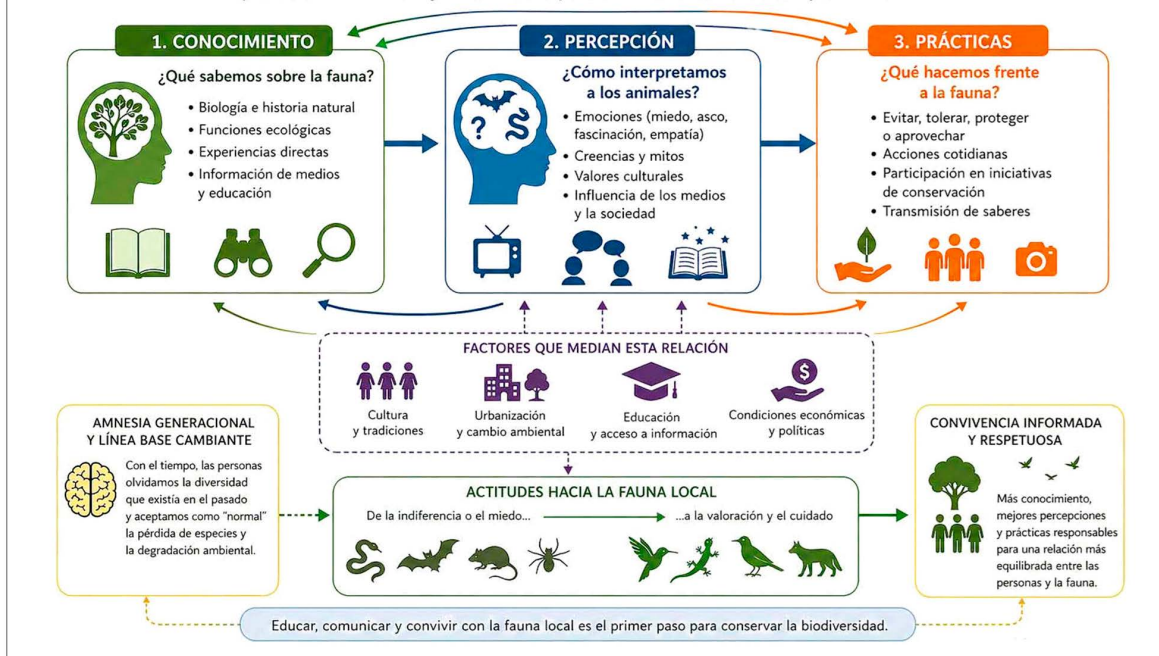 1. CONOCIMIENTO
¿Qué sabemos sobre la fauna?
• Biología e historia natural
• Funciones ecológicas
• Experiencias directas
• Información de medios
y educación
2. PERCEPCIÓN
¿Cómo interpretamos
a los animales?
?
• Emociones (miedo, asco,
fascinación, empatía)
• Creencias y mitos
• Valores culturales
• Influencia de los medios
y la sociedad
3. PRÁCTICAS
¿Qué hacemos frente
a la fauna?
• Evitar, tolerar, proteger
o aprovechar
• Acciones cotidianas
• Participación en iniciativas
de conservación
• Transmisión de saberes
FACTORES QUE MEDIAN ESTA RELACIÓN
$
Cultura
y tradiciones
Urbanización
y cambio ambiental
Educación
y acceso a información
Condiciones económicas
y políticas
AMNESIA GENERACIONAL
Y LÍNEA BASE CAMBIANTE
Con el tiempo, las personas
olvidamos la diversidad
que existía en el pasado
y aceptamos como "normal"
la pérdida de especies y
la degradación ambiental.
ACTITUDES HACIA LA FAUNA LOCAL
De la indiferencia o el miedo...
...a la valoración y el cuidado
CONVIVENCIA INFORMADA
Y RESPETUOSA
Más conocimiento,
mejores percepciones
y prácticas responsables
para una relación más
equilibrada entre las
personas y la fauna.
Educar, comunicar y convivir con la fauna local es el primer paso para conservar la biodiversidad.